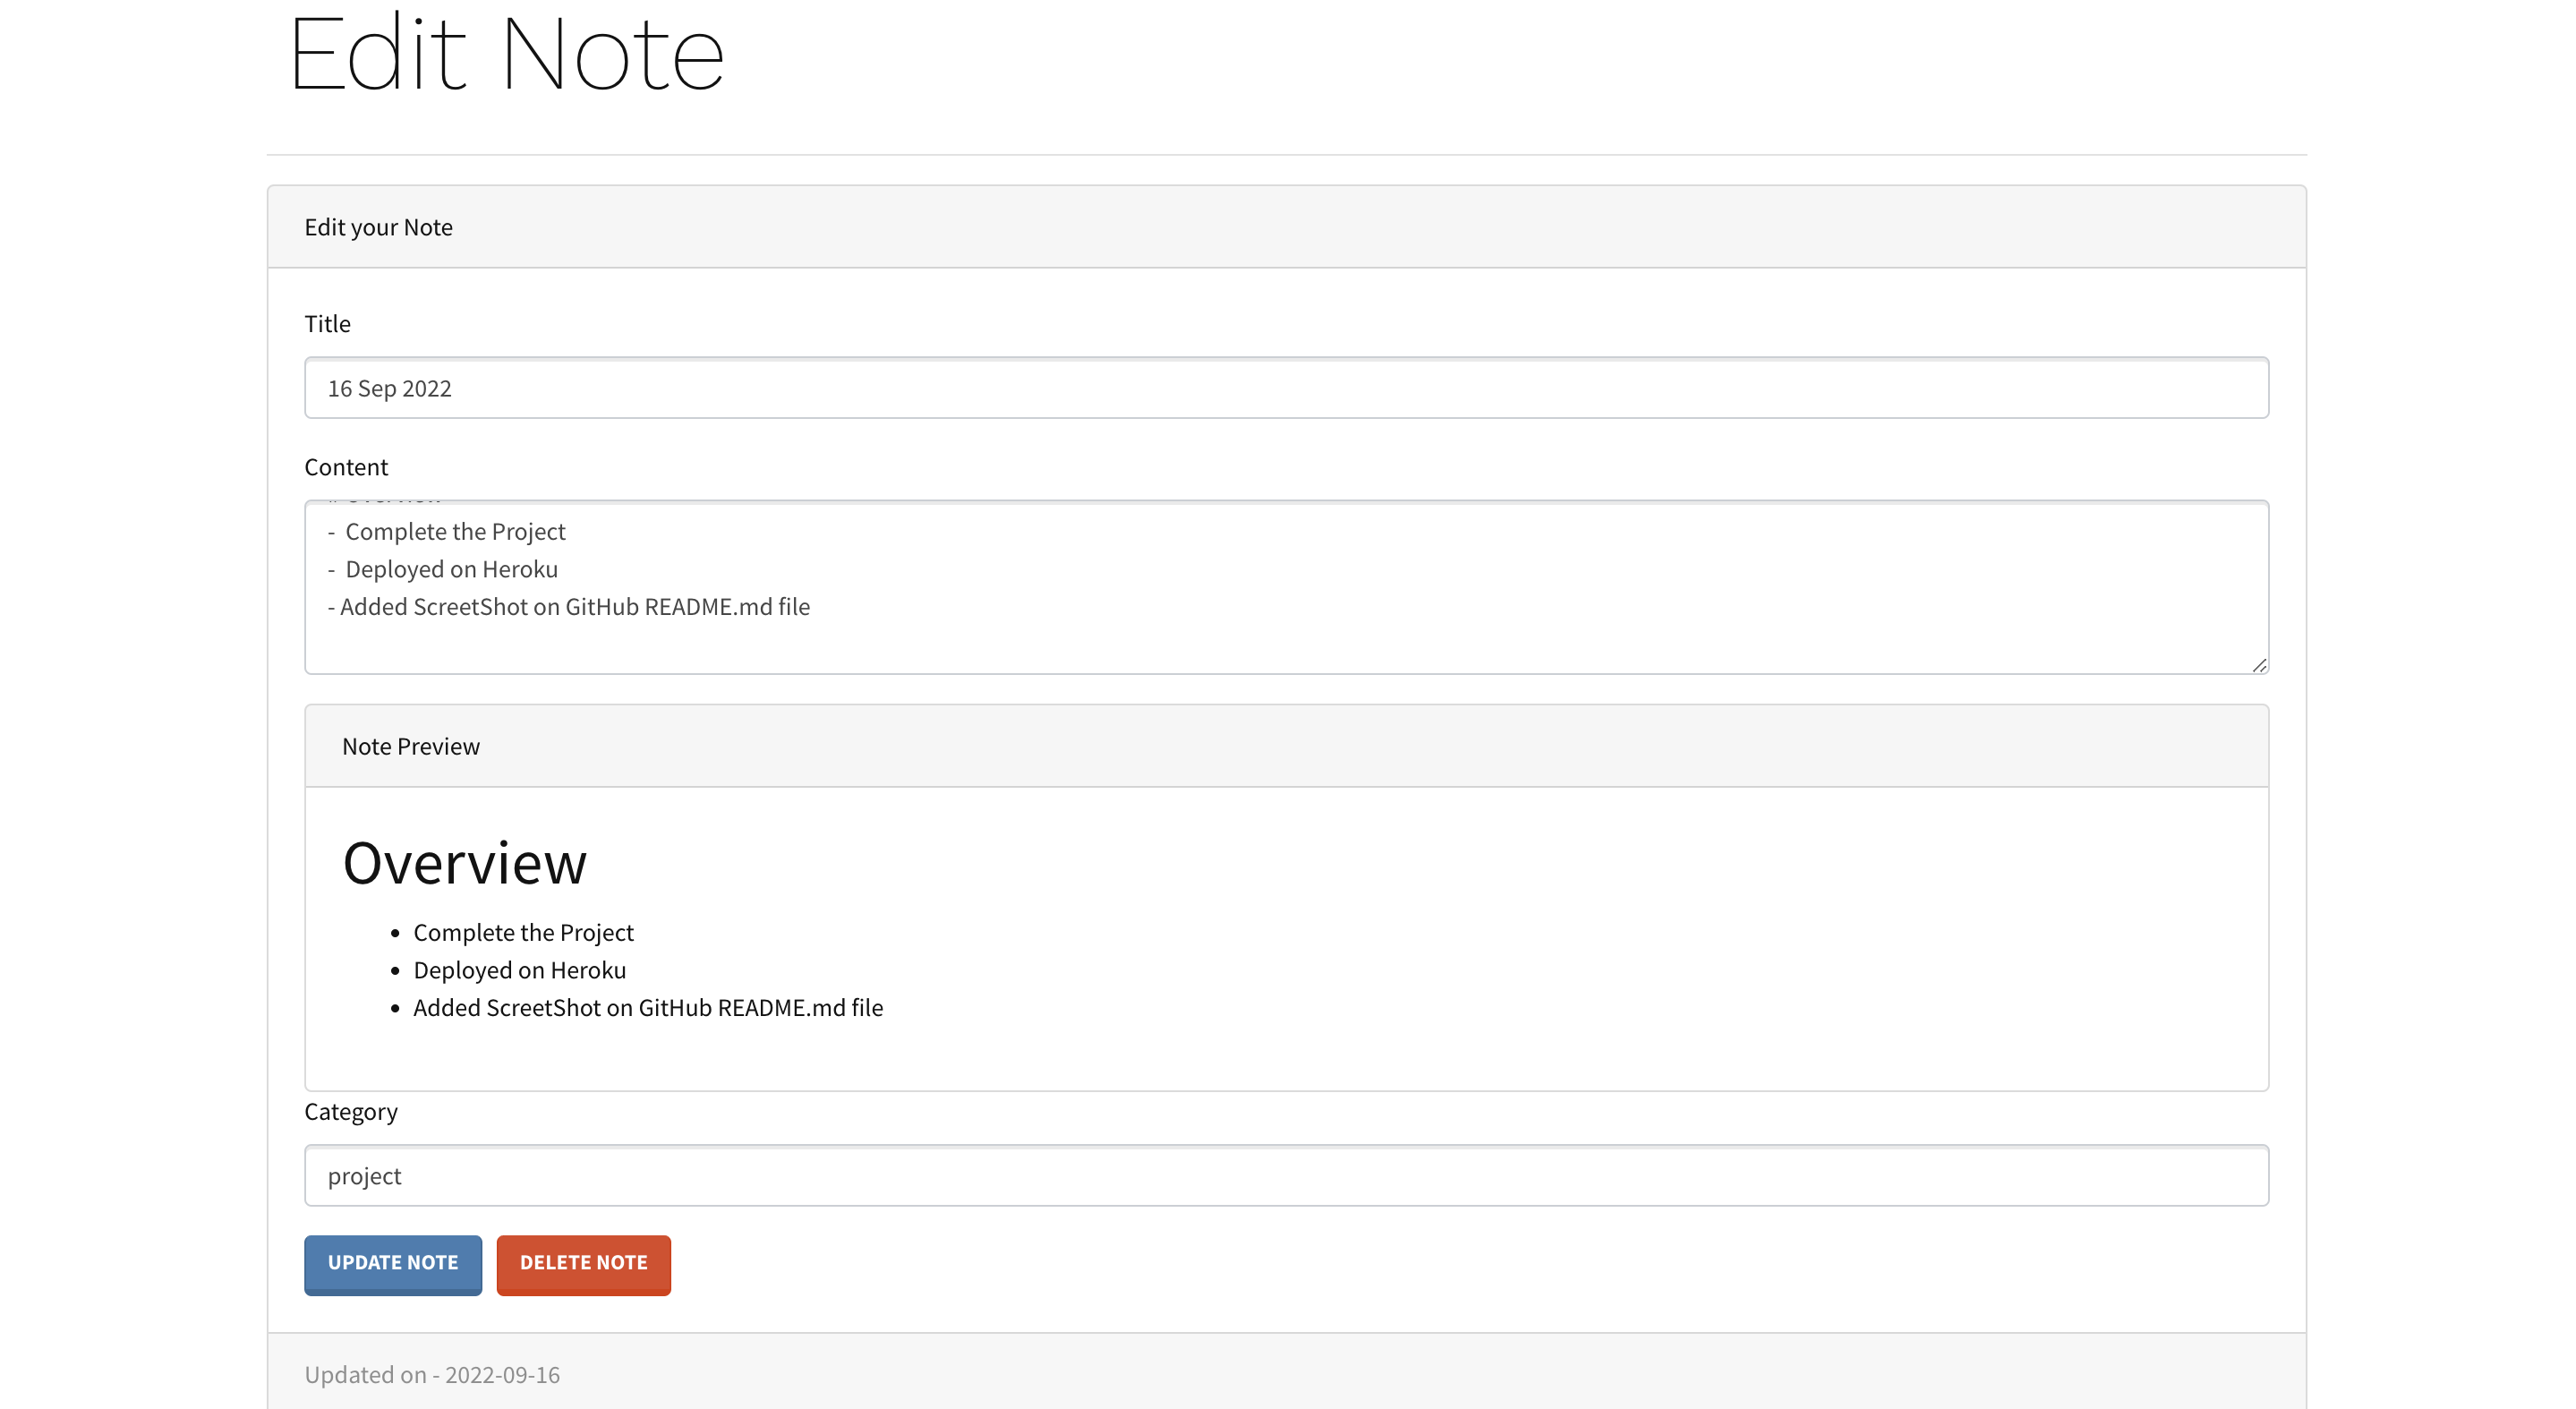 Edit Note
Edit your Note
Title
16 Sep 2022
Content
- Complete the Project
- Deployed on Heroku
- Added ScreetShot on GitHub README.md file
Note Preview
Overview
• Complete the Project
• Deployed on Heroku
• Added ScreetShot on GitHub README.md file
Category
project
UPDATE NOTE DELETE NOTE
Updated on - 2022-09-16